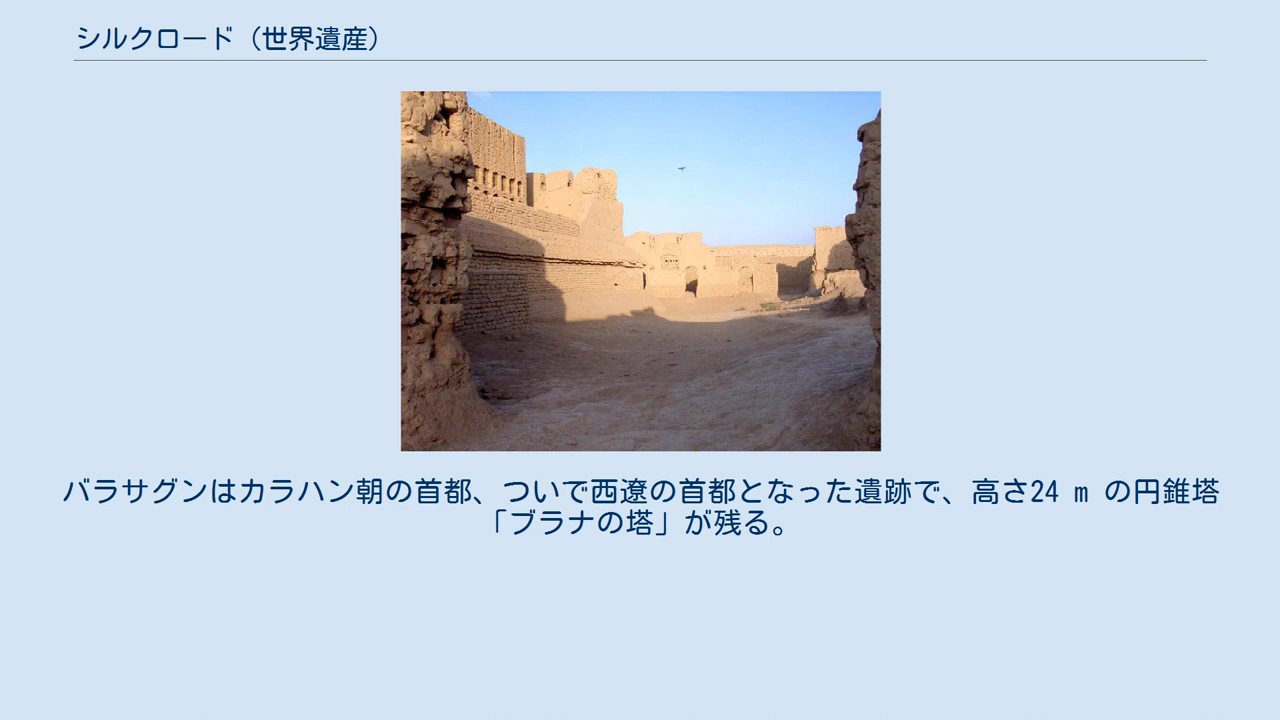 シルクロード（世界遺産）
バラサグンはカラハン朝の首都、ついで西遼の首都となった遺跡で、高さ24 m の円錐塔
「ブラナの塔」が残る。